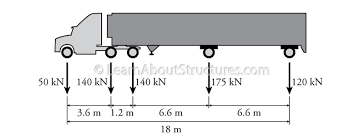 © LearnAboutStructures.com
50 kN 140 kN 140 kN 175 kN 120 kN
3.6 m 1.2 m 6.6 m 6.6 m
18 m